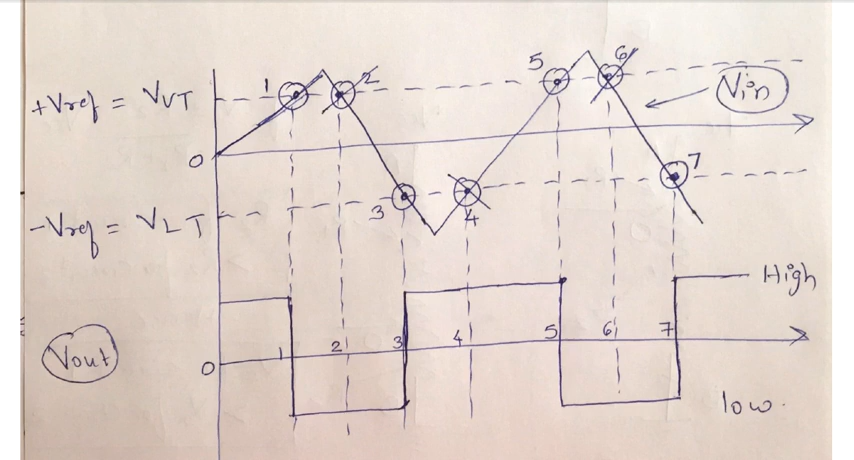 5 6
1 2
+Vref = VUT
Vin
0
7
3 4
-Vref = VLT
High
1 2 3 4 5 6 7
Vout
0
low.